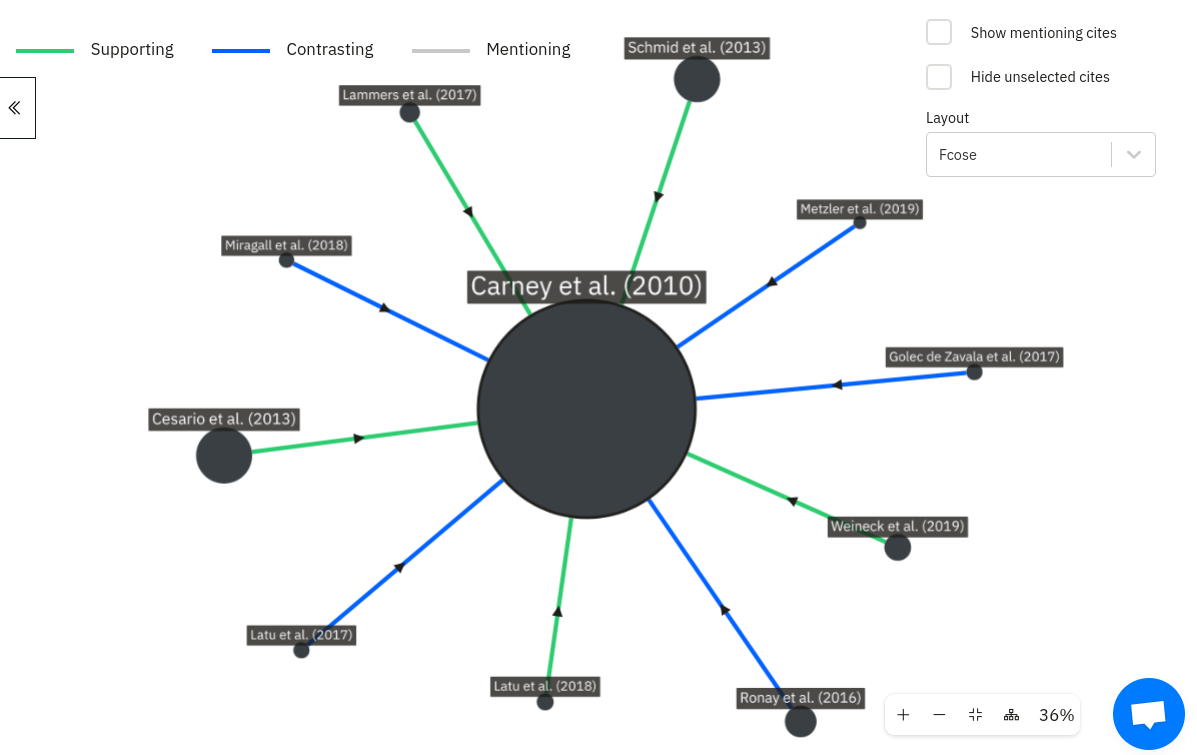 Supporting
Contrasting
Mentioning
Schmid et al. (2013)
Show mentioning cites
Hide unselected cites
Lammers et al. (2017)
Layout
Fcose
Metzler et al. (2019)
Miragall et al. (2018)
Carney et al. (2010)
Golec de Zavala et al. (2017)
Cesario et al. (2013)
Weineck et al. (2019)
Latu et al. (2017)
Latu et al. (2018)
Ronay et al. (2016)
36%